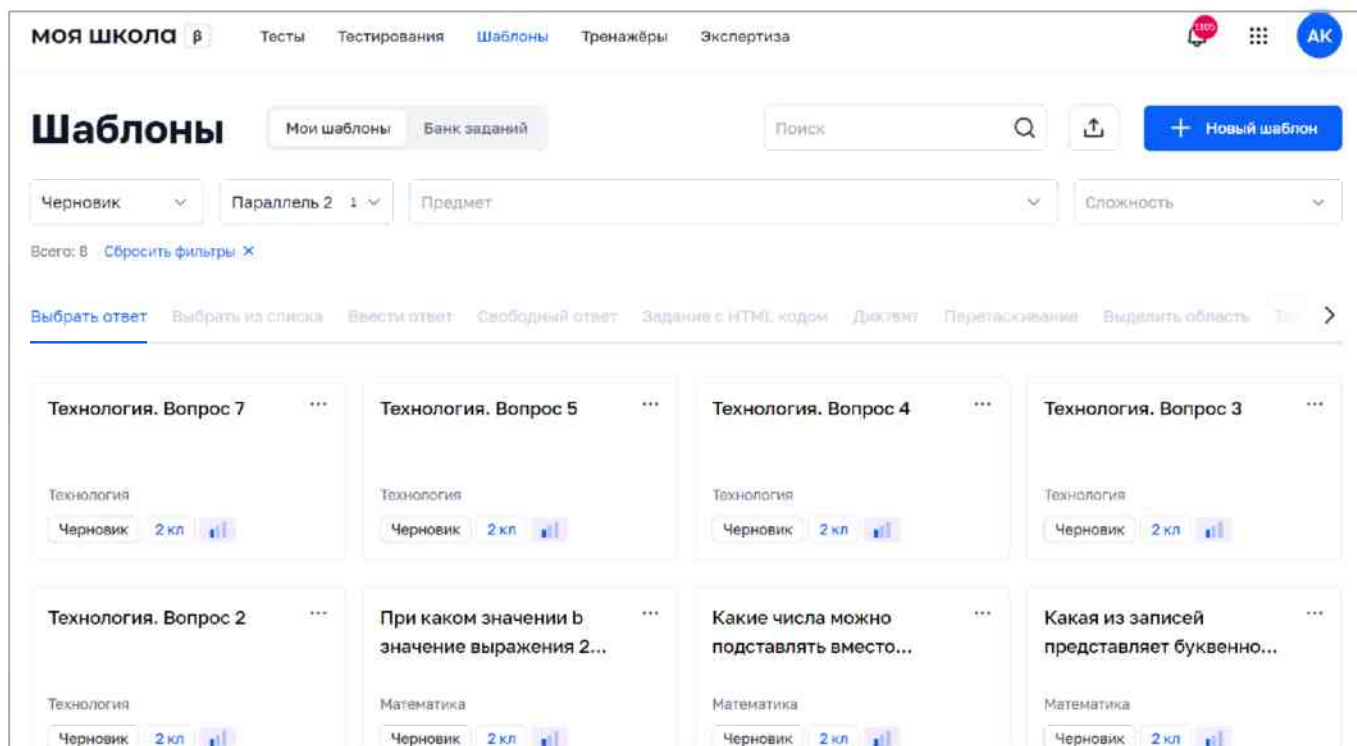 МОЯ ШКОЛА β Тесты Тестирования Шаблоны Тренажёры Экспертиза 1105 АК
Шаблоны Мои шаблоны Банк заданий Поиск + Новый шаблон
Черновик Параллель 2 1 Предмет Сложность
Всего: 8 Сбросить фильтры ×
Выбрать ответ Выбрать из списка Ввести ответ Свободный ответ Задание с HTML кодом Диктант Перетаскивание Выделить область
Технология. Вопрос 7 ... Технология. Вопрос 5 ... Технология. Вопрос 4 ... Технология. Вопрос 3 ...
Технология Технология Технология Технология
Черновик 2 кл Черновик 2 кл Черновик 2 кл Черновик 2 кл
Технология. Вопрос 2 ... При каком значении b ... Какие числа можно ... Какая из записей ...
значение выражения 2... подставлять вместо... представляет буквенно...
Технология Математика Математика Математика
Черновик 2 кл Черновик 2 кл Черновик 2 кл Черновик 2 кл